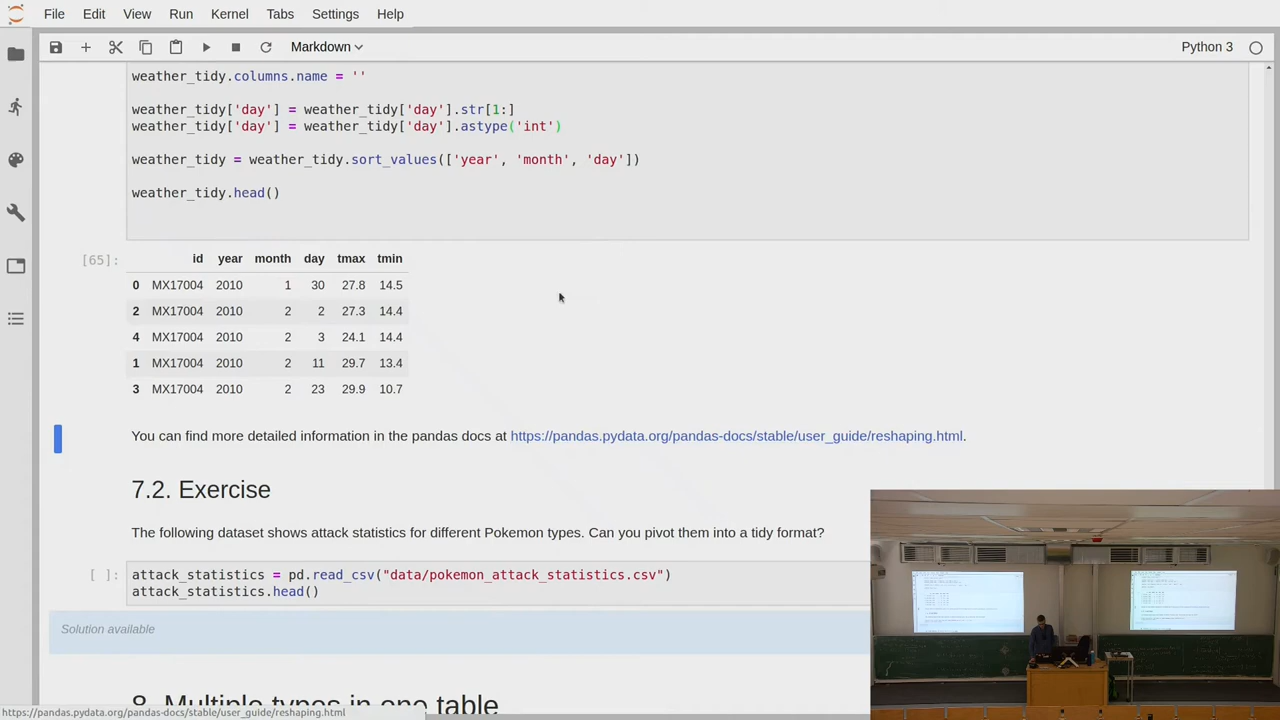 File Edit View Run Kernel Tabs Settings Help
Markdown Python 3
weather_tidy.columns.name = ''
weather_tidy['day'] = weather_tidy['day'].str[1:]
weather_tidy['day'] = weather_tidy['day'].astype('int')
weather_tidy = weather_tidy.sort_values(['year', 'month', 'day'])
weather_tidy.head()
[65]: id year month day tmax tmin
0 MX17004 2010 1 30 27.8 14.5
2 MX17004 2010 2 2 27.3 14.4
4 MX17004 2010 2 3 24.1 14.4
1 MX17004 2010 2 11 29.7 13.4
3 MX17004 2010 2 23 29.9 10.7
You can find more detailed information in the pandas docs at https://pandas.pydata.org/pandas-docs/stable/user_guide/reshaping.html.
7.2. Exercise
The following dataset shows attack statistics for different Pokemon types. Can you pivot them into a tidy format?
[ ]: attack_statistics = pd.read_csv("data/pokemon_attack_statistics.csv")
attack_statistics.head()
Solution available
8. Multiple types in one table
https://pandas.pydata.org/pandas-docs/stable/user_guide/reshaping.html